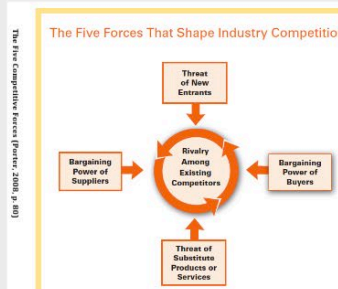 The Five Forces That Shape Industry Competitio
The Five Competitive Forces [Porter, 2008, p. 80]
Threat
of New
Entrants
Bargaining
Power of
Suppliers
Rivalry
Among
Existing
Competitors
Bargaining
Power of
Buyers
Threat of
Substitute
Products or
Services